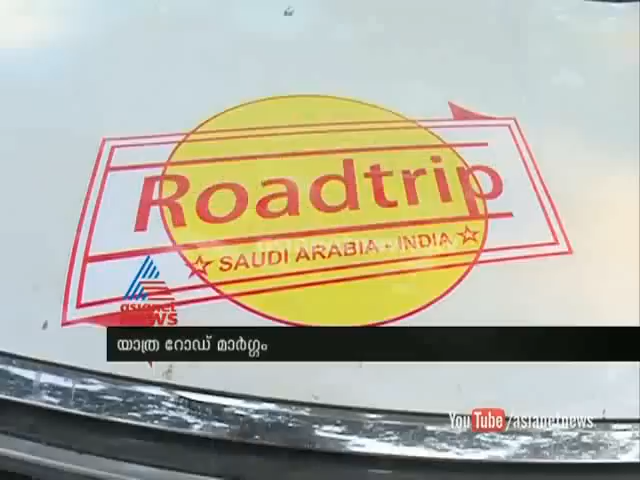 Roadtrip
SAUDI ARABIA - INDIA
asianet
NEWS
യാത്ര റോഡ് മാർഗ്ഗം
YouTube /asianetnews